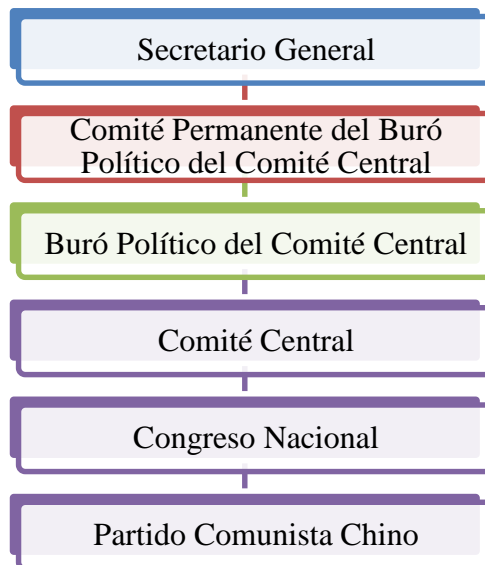 Secretario General
Comité Permanente del Buró
Político del Comité Central
Buró Político del Comité Central
Comité Central
Congreso Nacional
Partido Comunista Chino